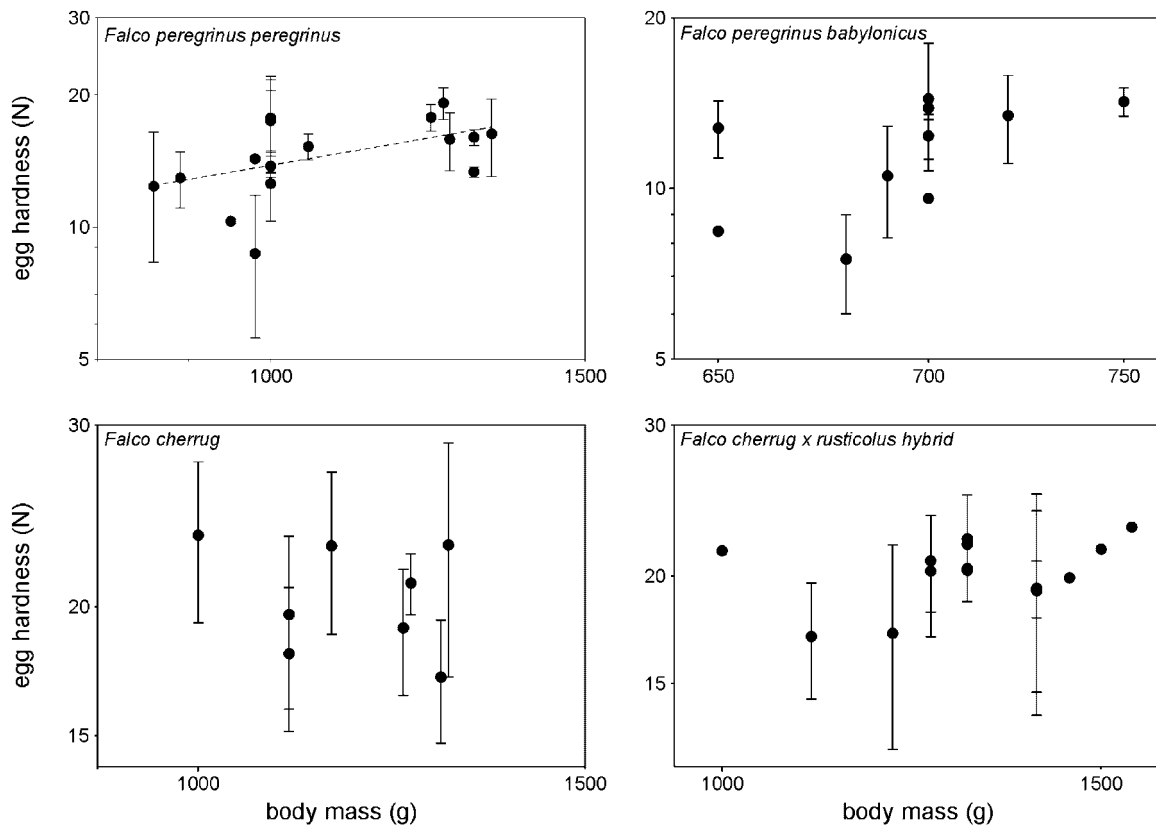 Falco peregrinus peregrinus
30
20
10
5
1000
1500
egg hardness (N)
Falco peregrinus babylonicus
20
10
5
650
700
750
Falco cherrug
30
20
15
1000
1500
egg hardness (N)
body mass (g)
Falco cherrug x rusticolus hybrid
30
20
15
1000
1500
body mass (g)